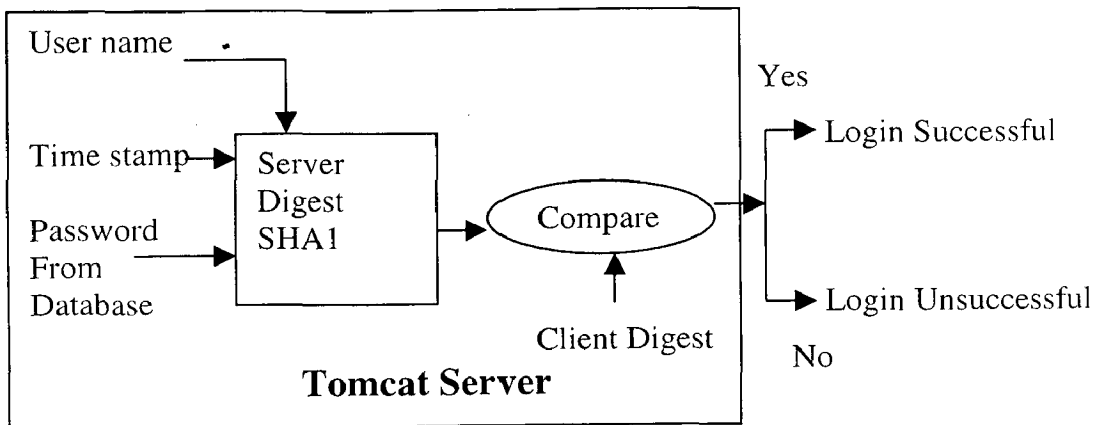 User name
Time stamp
Password
From
Database
Server
Digest
SHA1
Compare
Client Digest
Tomcat Server
Yes
Login Successful
Login Unsuccessful
No